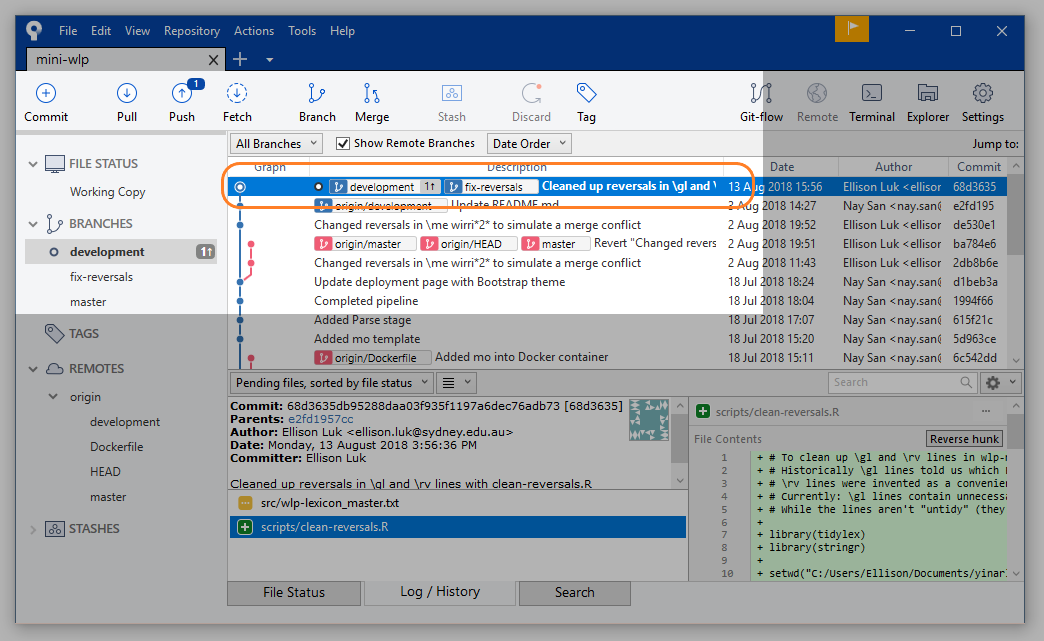 File Edit View Repository Actions Tools Help
mini-wlp
1
Commit Pull Push Fetch Branch Merge Stash Discard Tag Git-flow Remote Terminal Explorer Settings
All Branches Show Remote Branches Date Order Jump to:
FILE STATUS
Working Copy
BRANCHES
development 1↑
fix-reversals
master
TAGS
REMOTES
origin
development
Dockerfile
HEAD
master
STASHES
Graph Description Date Author Commit
development 1↑ fix-reversals Cleaned up reversals in \gl and \ 13 Aug 2018 15:56 Ellison Luk <ellison 68d3635
origin/development Update README.md 3 Aug 2018 14:27 Nay San <nay.san@ e2fd195
Changed reversals in \me wirri*2* to simulate a merge conflict 2 Aug 2018 19:52 Ellison Luk <ellison de530e1
origin/master origin/HEAD master Revert "Changed revers 2 Aug 2018 19:51 Nay San <nay.san@ ba784e6
Changed reversals in \me wirri*2* to simulate a merge conflict 2 Aug 2018 11:43 Ellison Luk <ellison 2db8b6e
Update deployment page with Bootstrap theme 18 Jul 2018 18:24 Nay San <nay.san@ d1beb3a
Completed pipeline 18 Jul 2018 18:04 Nay San <nay.san@ 1994f66
Added Parse stage 18 Jul 2018 17:07 Nay San <nay.san@ 615f21c
Added mo template 18 Jul 2018 15:20 Nay San <nay.san@ 5d963ce
origin/Dockerfile Added mo into Docker container 18 Jul 2018 15:11 Nay San <nay.san@ 6c542dd
Pending files, sorted by file status Search
Commit: 68d3635db95288daa03f935f1197a6dec76adb73 [68d3635]
Parents: e2fd1957cc
Author: Ellison Luk <ellison.luk@sydney.edu.au>
Date: Monday, 13 August 2018 3:56:36 PM
Committer: Ellison Luk
Cleaned up reversals in \gl and \rv lines with clean-reversals.R
src/wlp-lexicon_master.txt
scripts/clean-reversals.R
scripts/clean-reversals.R
File Contents Reverse hunk
1 + # To clean up \gl and \rv lines in wlp-
2 + # Historically \gl lines told us which
3 + # \rv lines were invented as a convenie
4 + # Currently: \gl lines contain unnecessa
5 + # While the lines aren't "untidy" (they
6 +
7 + library(tidylex)
8 + library(stringr)
9 +
10 + setwd("C:/Users/Ellison/Documents/yinar
File Status Log / History Search